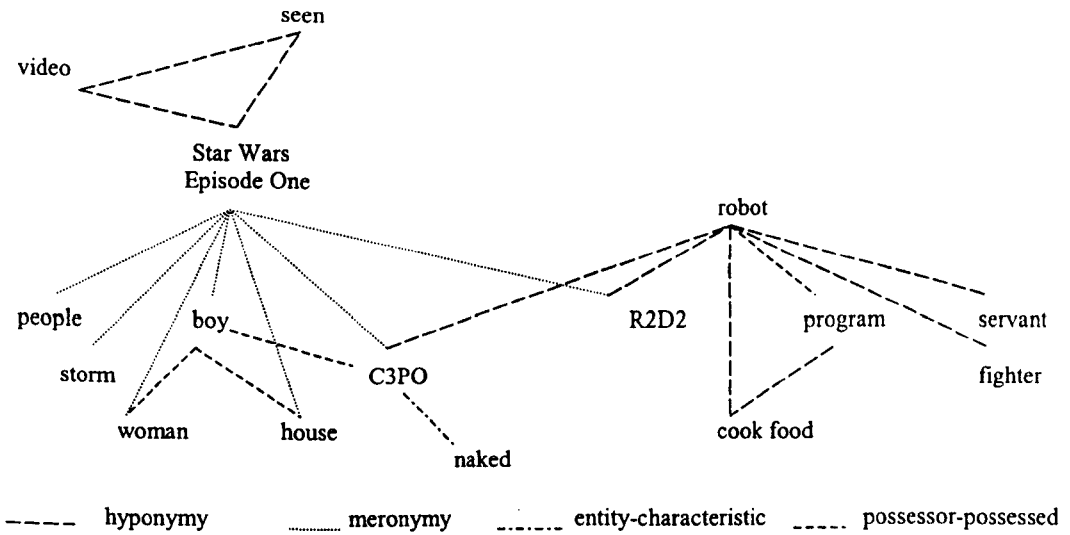 seen
video
Star Wars
Episode One
robot
people
boy
R2D2
program
servant
storm
C3PO
fighter
woman
house
cook food
naked
hyponymy
meronymy
entity-characteristic
possessor-possessed